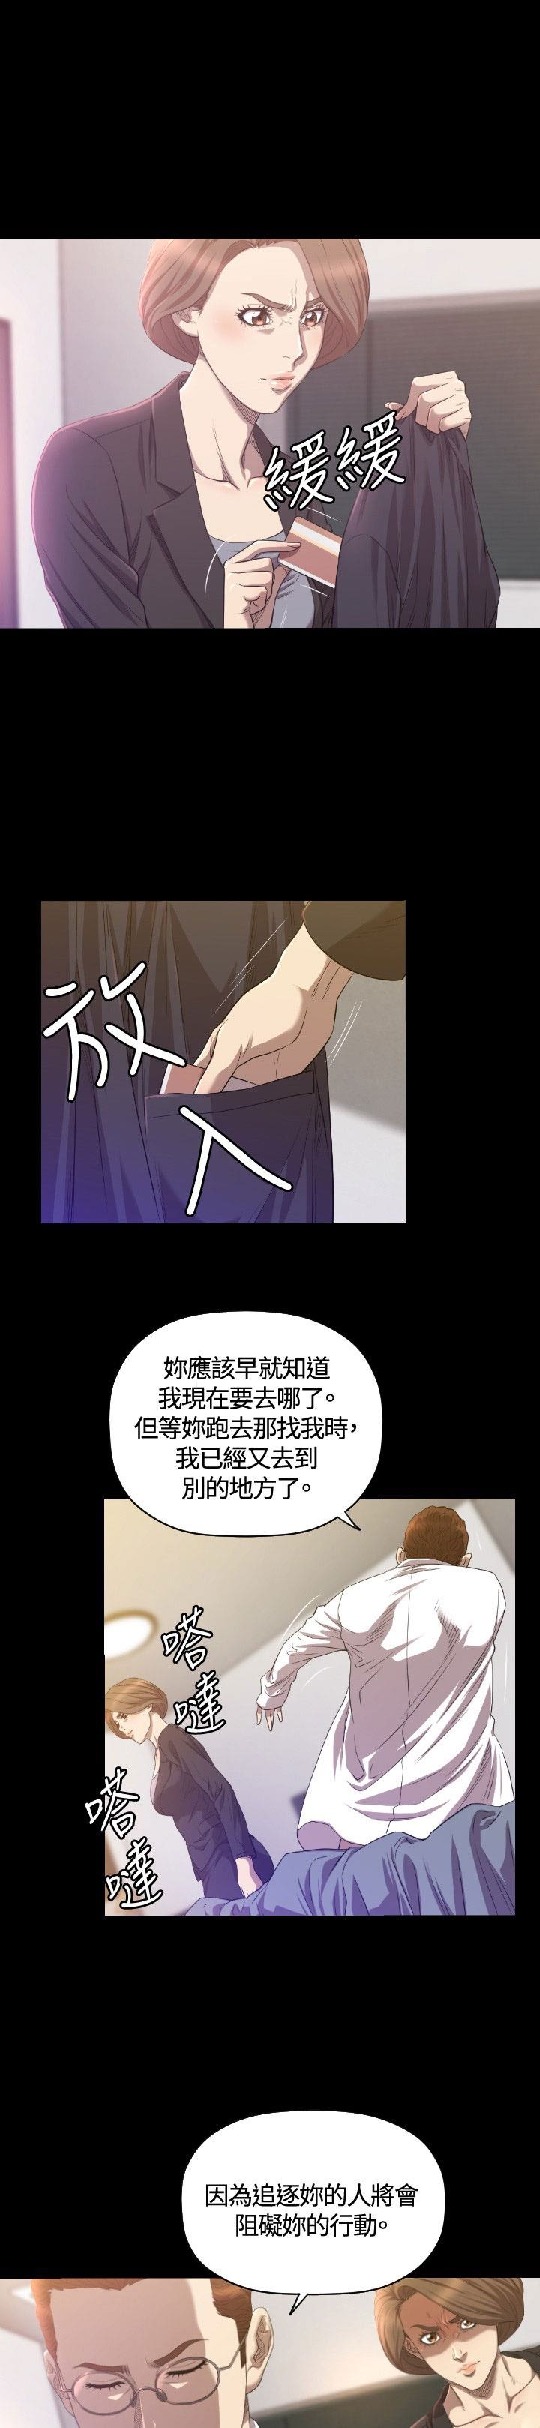 緩緩
放
入
妳應該早就知道
我現在要去哪了。
但等妳跑去那找我時,
我已經又去到
別的地方了。
嗒
噠
嗒
噠
因為追逐妳的人將會
阻礙妳的行動。